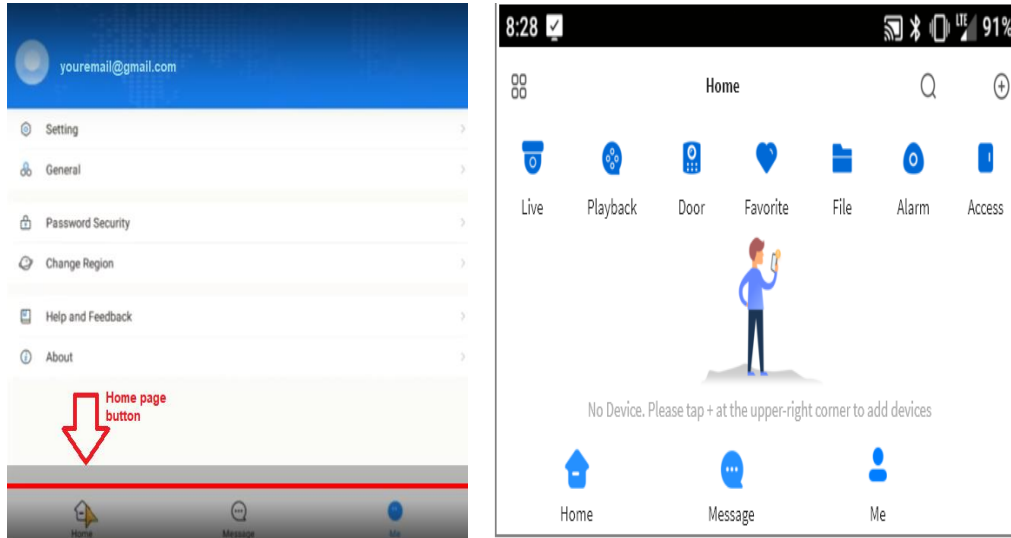 youremail@gmail.com
Setting
General
Password Security
Change Region
Help and Feedback
About
Home page
button
Home
Message
Me
8:28
LTE 91%
Home
Live
Playback
Door
Favorite
File
Alarm
Access
No Device. Please tap + at the upper-right corner to add devices
Home
Message
Me